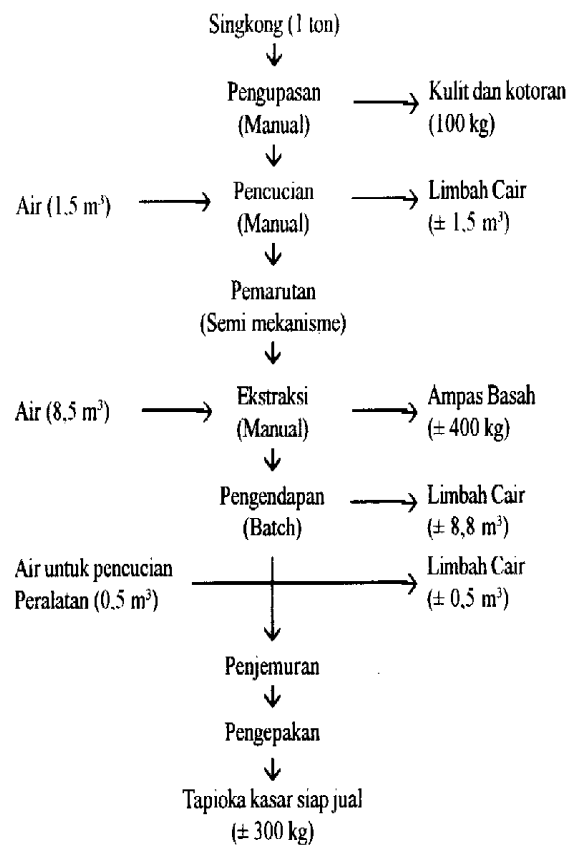 Singkong (1 ton)
Pengupasan
(Manual)
Kulit dan kotoran
(100 kg)
Air (1,5 m³)
Pencucian
(Manual)
Limbah Cair
(± 1,5 m³)
Pemarutan
(Semi mekanisme)
Air (8,5 m³)
Ekstraksi
(Manual)
Ampas Basah
(± 400 kg)
Pengendapan
(Batch)
Limbah Cair
(± 8,8 m³)
Air untuk pencucian
Peralatan (0,5 m³)
Limbah Cair
(± 0,5 m³)
Penjemuran
Pengepakan
Tapioka kasar siap jual
(± 300 kg)